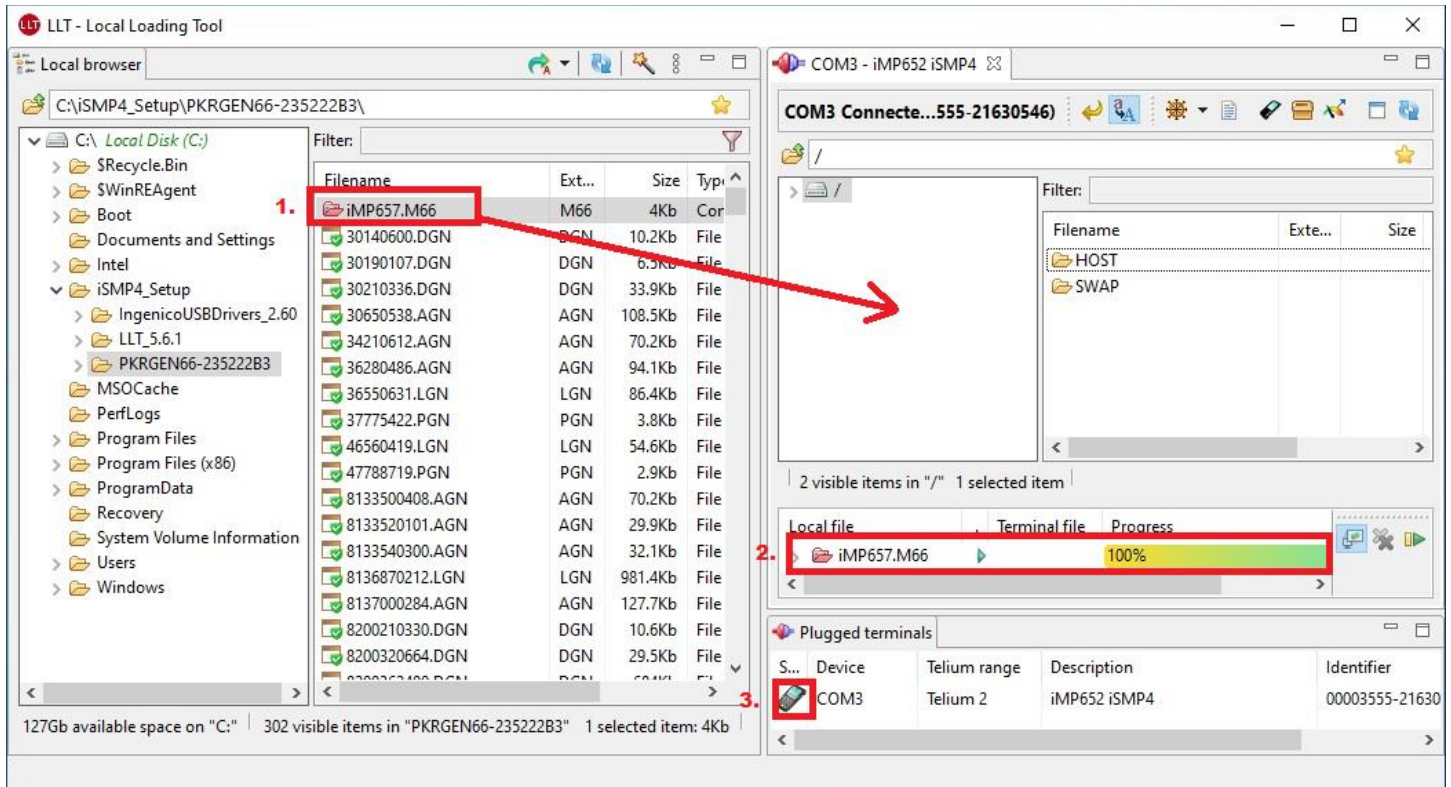 LLT - Local Loading Tool
Local browser
C:\iSMP4_Setup\PKRGEN66-235222B3\
C:\ Local Disk (C:)
$Recycle.Bin
$WinREAgent
Boot
Documents and Settings
Intel
iSMP4_Setup
IngenicoUSBDrivers_2.60
LLT_5.6.1
PKRGEN66-235222B3
MSOCache
PerfLogs
Program Files
Program Files (x86)
ProgramData
Recovery
System Volume Information
Users
Windows
Filter:
Filename Ext... Size
1. iMP657.M66 M66 4Kb
30140600.DGN DGN 10.2Kb File
30190107.DGN DGN 6.5Kb File
30210336.DGN DGN 33.9Kb File
30650538.AGN AGN 108.5Kb File
34210612.AGN AGN 70.2Kb File
36280486.AGN AGN 94.1Kb File
36550631.LGN LGN 86.4Kb File
37775422.PGN PGN 3.8Kb File
46560419.LGN LGN 54.6Kb File
47788719.PGN PGN 2.9Kb File
8133500408.AGN AGN 70.2Kb File
8133520101.AGN AGN 29.9Kb File
8133540300.AGN AGN 32.1Kb File
8136870212.LGN LGN 981.4Kb File
8137000284.AGN AGN 127.7Kb File
8200210330.DGN DGN 10.6Kb File
8200320664.DGN DGN 29.5Kb File
127Gb available space on "C:" 302 visible items in "PKRGEN66-235222B3" 1 selected item: 4Kb
COM3 - iMP652 iSMP4
COM3 Connecte...555-21630546)
/
/
Filter:
Filename Exte... Size
HOST
SWAP
2 visible items in "/" 1 selected item
Local file . Terminal file Progress
2. iMP657.M66 100%
Plugged terminals
S... Device Telium range Description Identifier
3. COM3 Telium 2 iMP652 iSMP4 00003555-21630